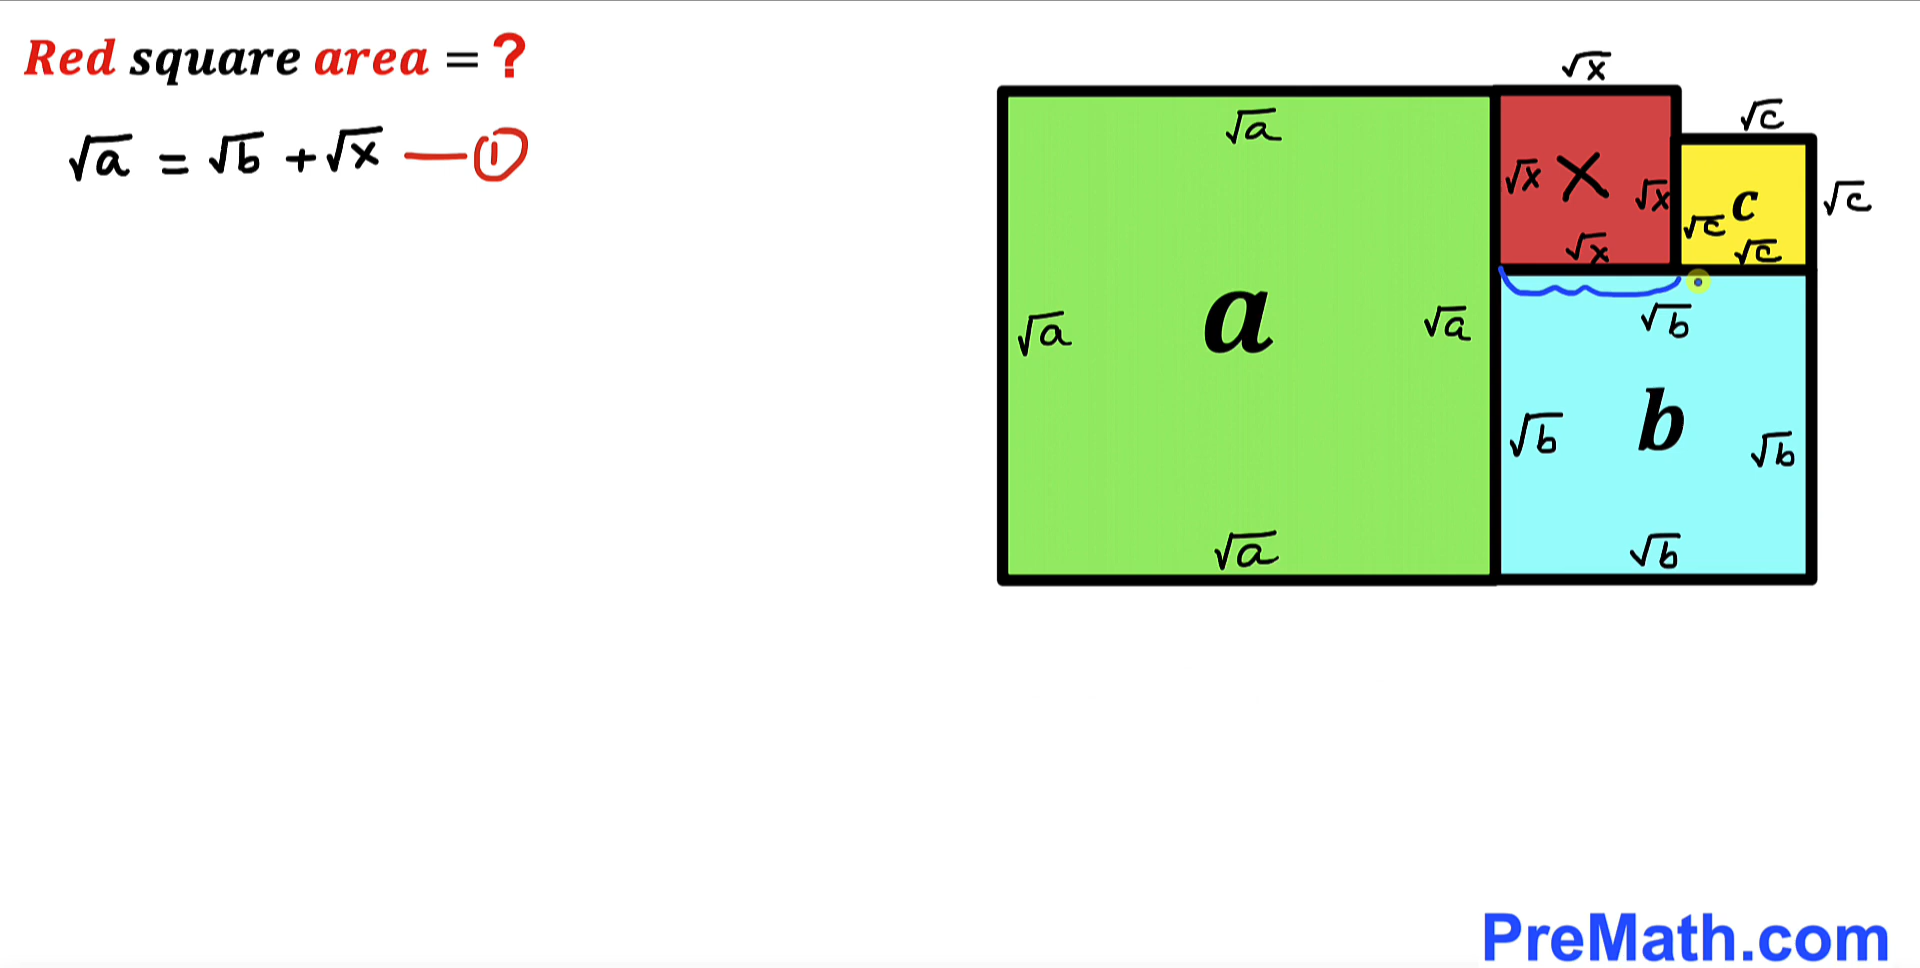 Red square area = ?
√a = √b + √x — ①
√x
√c
√a
√x X √x
√c c
√c
√c
√x
a
√a
√a
√b
b
√b
√b
√a
√b
PreMath.com